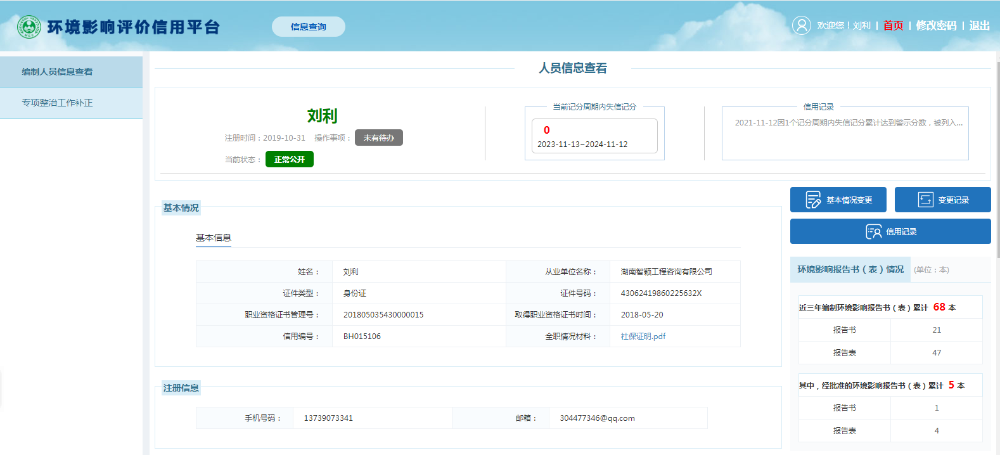 环境影响评价信用平台
信息查询
欢迎您！刘利 | 首页 | 修改密码 | 退出
编制人员信息查看
专项整治工作补正
人员信息查看
刘利
注册时间：2019-10-31 操作事项： 未有待办
当前状态： 正常公开
当前记分周期内失信记分
0
2023-11-13~2024-11-12
信用记录
2021-11-12因1个记分周期内失信记分累计达到警示分数，被列入...
基本情况变更
变更记录
信用记录
基本情况
基本信息
姓名： 刘利 从业单位名称： 湖南智颖工程咨询有限公司
证件类型： 身份证 证件号码： 43062419860225632X
职业资格证书管理号： 201805035430000015 取得职业资格证书时间： 2018-05-20
信用编号： BH015106 全职情况材料： 社保证明.pdf
注册信息
手机号码： 13739073341 邮箱： 304477346@qq.com
环境影响报告书（表）情况 (单位：本)
近三年编制环境影响报告书（表）累计 68 本
报告书 21
报告表 47
其中，经批准的环境影响报告书（表）累计 5 本
报告书 1
报告表 4